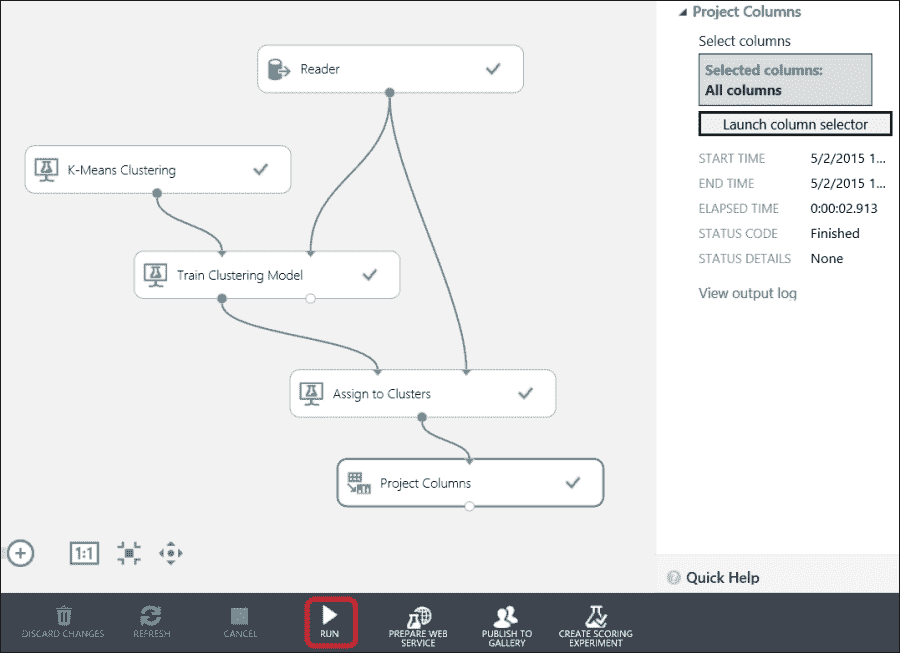 Reader
K-Means Clustering
Train Clustering Model
Assign to Clusters
Project Columns
1:1
Project Columns
Select columns
Selected columns:
All columns
Launch column selector
START TIME 5/2/2015 1...
END TIME 5/2/2015 1...
ELAPSED TIME 0:00:02.913
STATUS CODE Finished
STATUS DETAILS None
View output log
Quick Help
DISCARD CHANGES
REFRESH
CANCEL
RUN
PREPARE WEB
SERVICE
PUBLISH TO
GALLERY
CREATE SCORING
EXPERIMENT